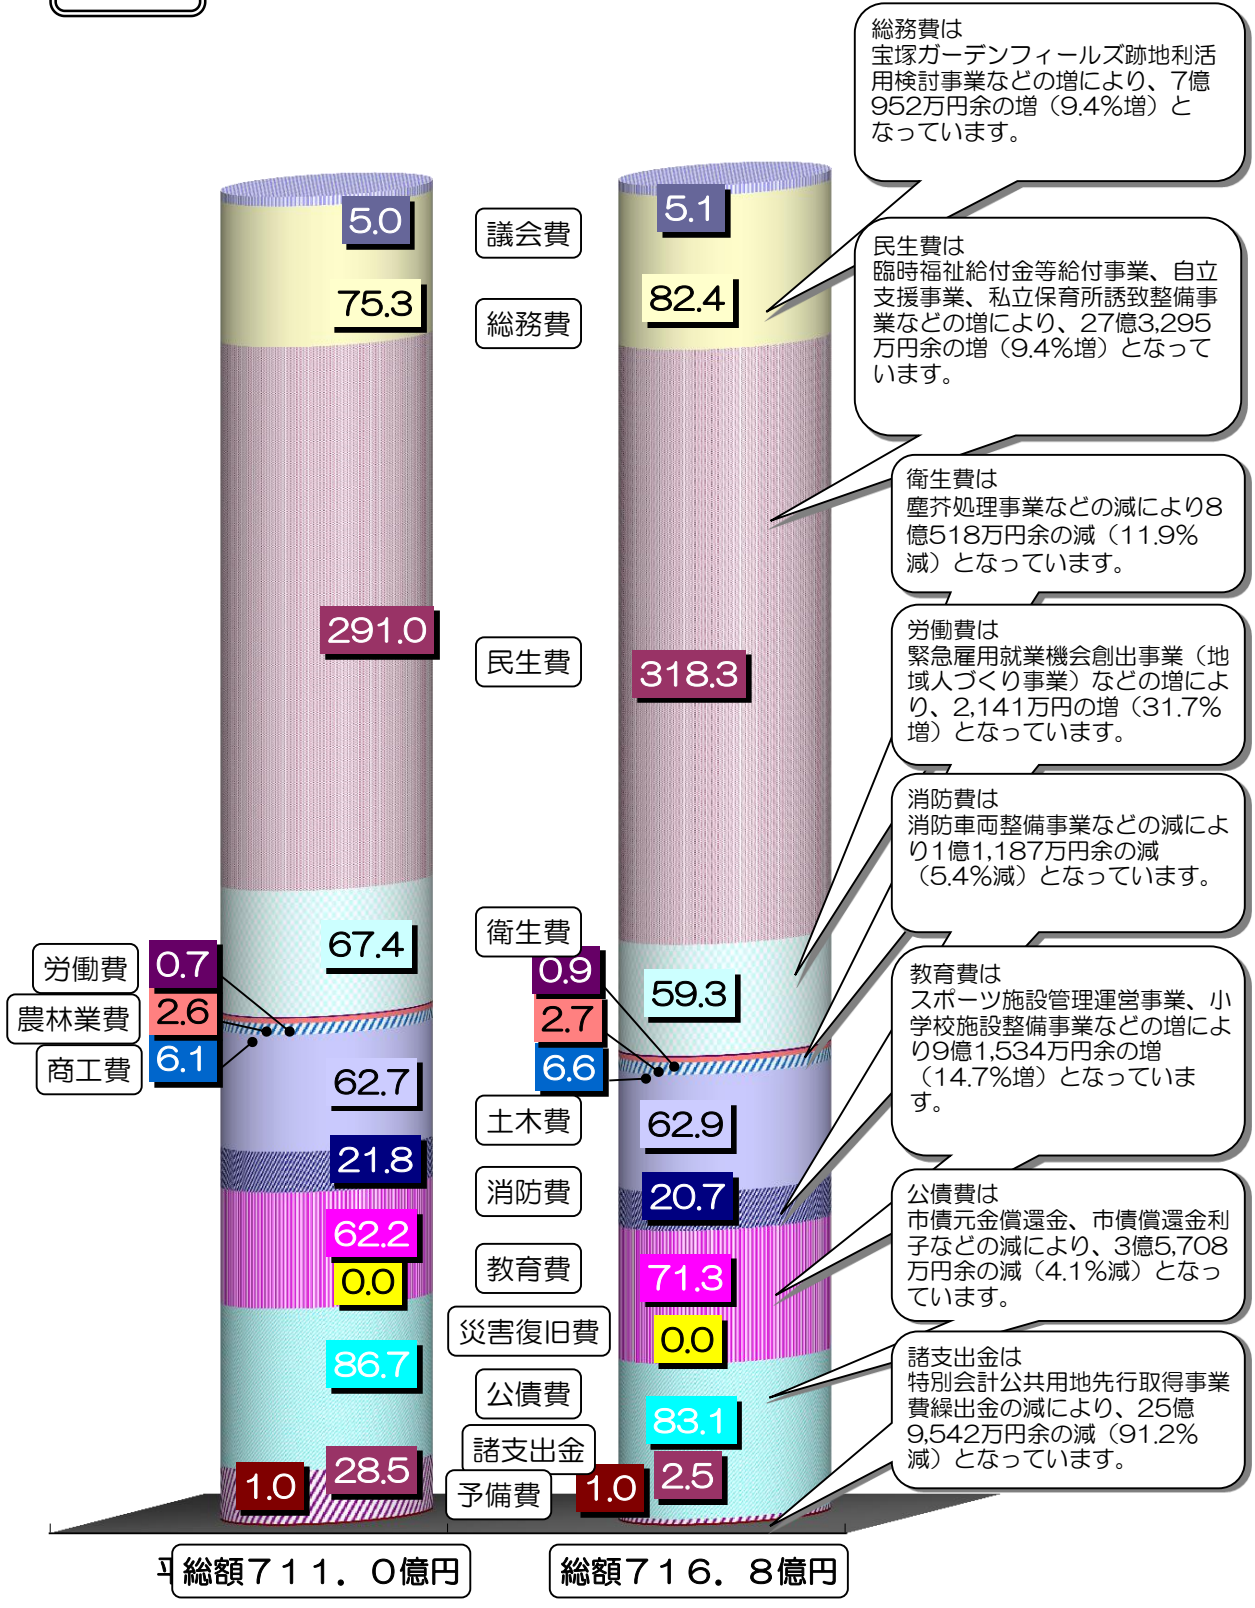 総務費は
宝塚ガーデンフィールズ跡地利活
用検討事業などの増により、7億
952万円余の増（9.4％増）と
なっています。
民生費は
臨時福祉給付金等給付事業、自立
支援事業、私立保育所誘致整備事
業などの増により、27億3,295
万円余の増（9.4％増）となって
います。
衛生費は
塵芥処理事業などの減により8
億518万円余の減（11.9％
減）となっています。
労働費は
緊急雇用就業機会創出事業（地
域人づくり事業）などの増によ
り、2,141万円の増（31.7％
増）となっています。
消防費は
消防車両整備事業などの減によ
り1億1,187万円余の減
（5.4％減）となっています。
教育費は
スポーツ施設管理運営事業、小
学校施設整備事業などの増によ
り9億1,534万円余の増
（14.7％増）となっていま
す。
公債費は
市債元金償還金、市債償還金利
子などの減により、3億5,708
万円余の減（4.1％減）となっ
ています。
諸支出金は
特別会計公共用地先行取得事業
費繰出金の減により、25億
9,542万円余の減（91.2％
減）となっています。
5.0
議会費
5.1
75.3
総務費
82.4
291.0
民生費
318.3
67.4
衛生費
59.3
労働費
0.7
0.9
農林業費
2.6
2.7
商工費
6.1
6.6
62.7
土木費
62.9
21.8
消防費
20.7
62.2
教育費
71.3
0.0
災害復旧費
0.0
86.7
公債費
83.1
28.5
諸支出金
2.5
1.0
予備費
1.0
総額７１１．０億円
総額７１６．８億円